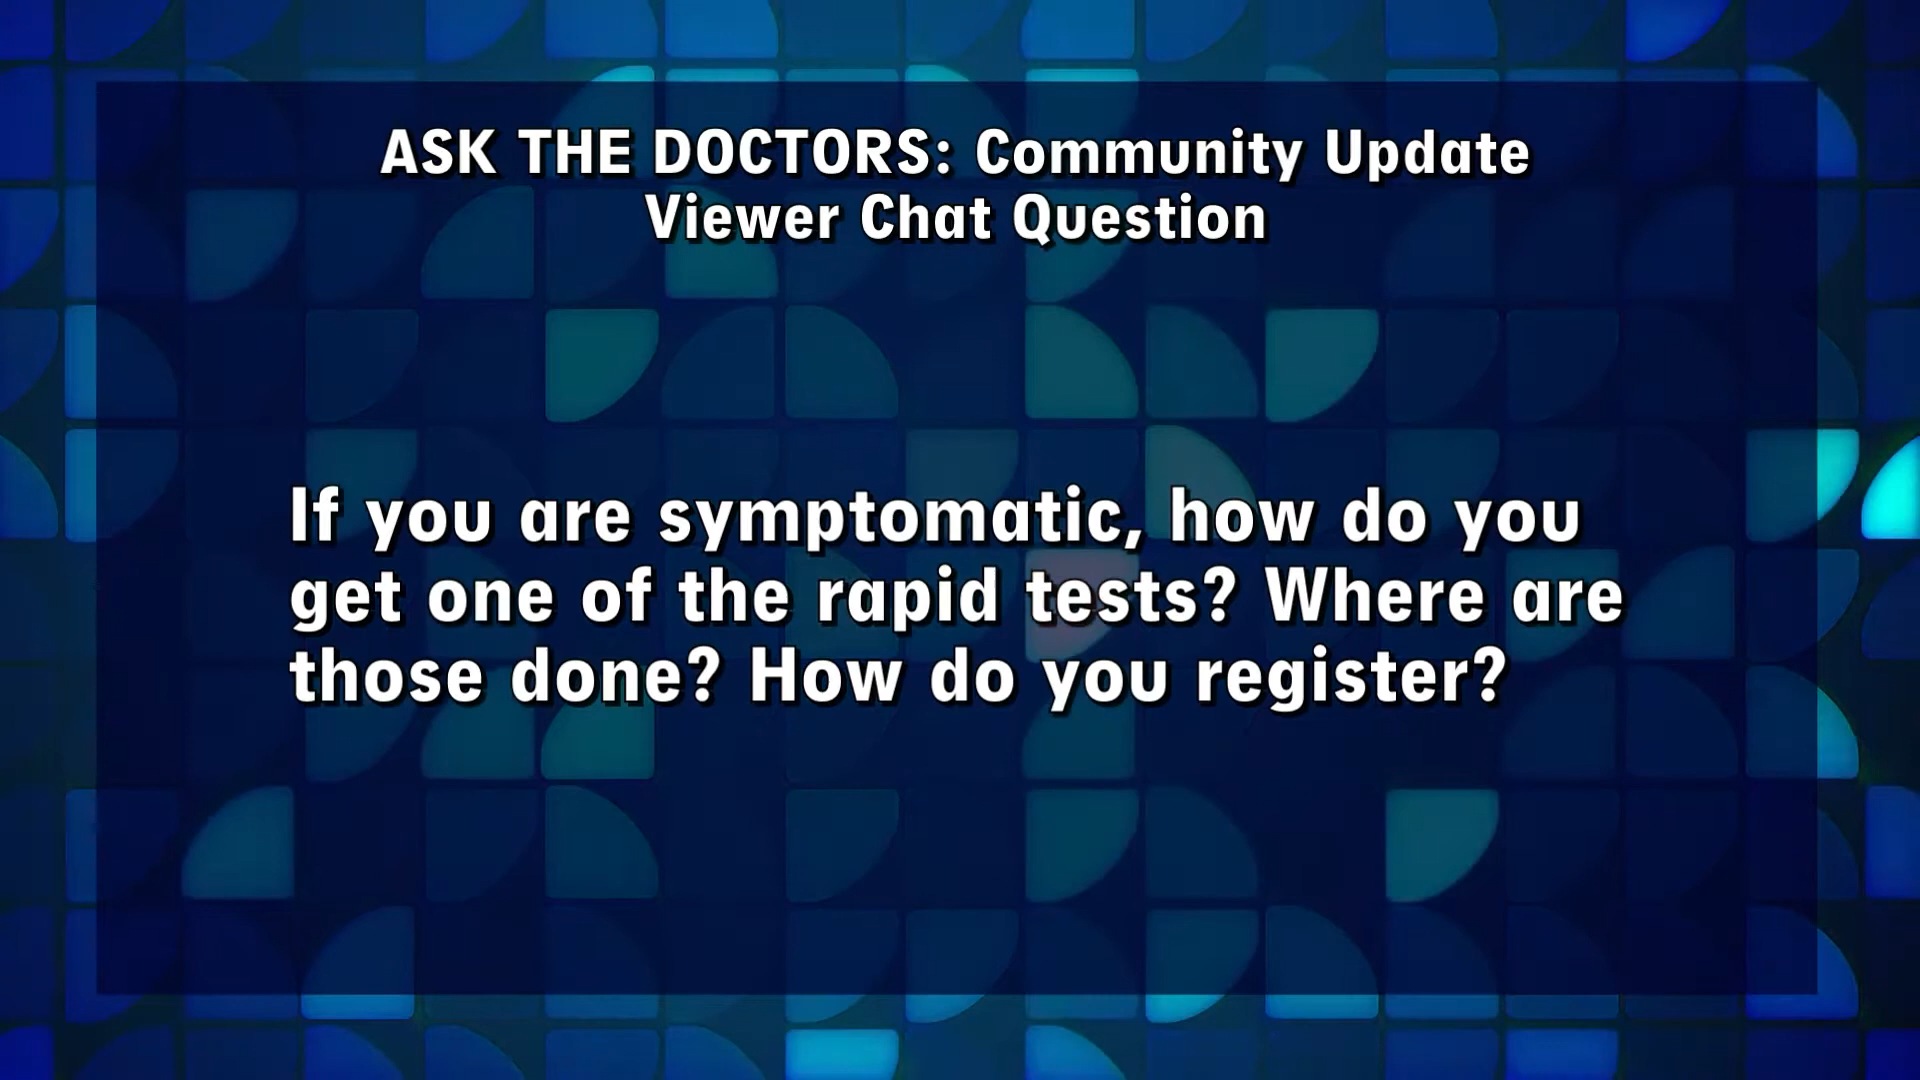 ASK THE DOCTORS: Community Update
Viewer Chat Question
If you are symptomatic, how do you
get one of the rapid tests? Where are
those done? How do you register?